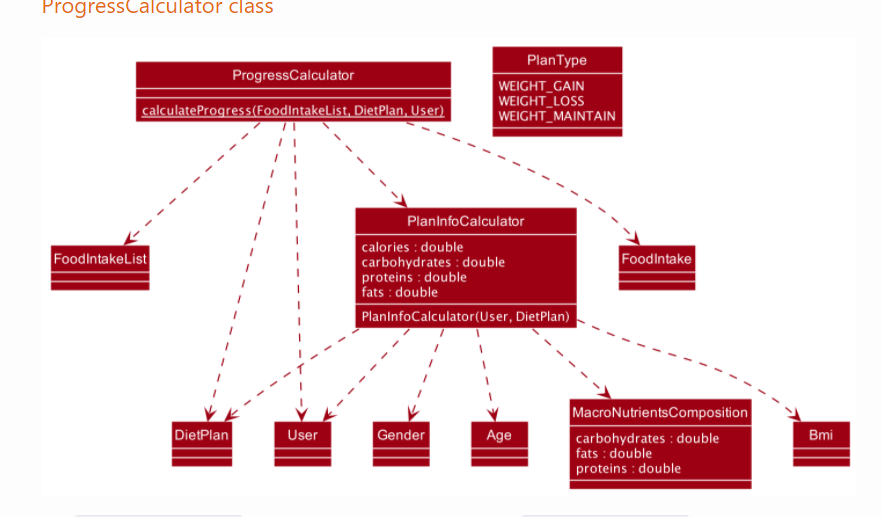 ProgressCalculator class
ProgressCalculator
calculateProgress(FoodIntakeList, DietPlan, User)
PlanType
WEIGHT_GAIN
WEIGHT_LOSS
WEIGHT_MAINTAIN
FoodIntakeList
PlanInfoCalculator
calories : double
carbohydrates : double
proteins : double
fats : double
PlanInfoCalculator(User, DietPlan)
FoodIntake
DietPlan
User
Gender
Age
MacroNutrientsComposition
carbohydrates : double
fats : double
proteins : double
Bmi